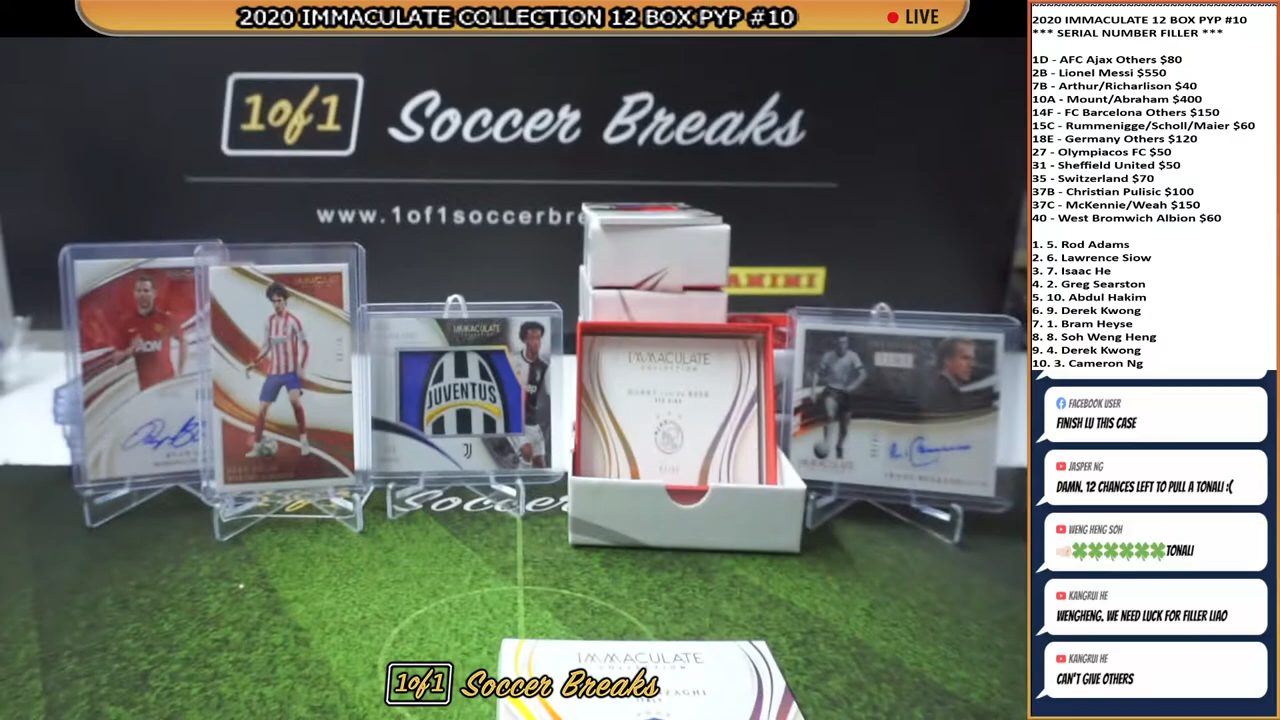 2020 IMMACULATE COLLECTION 12 BOX PYP #10
LIVE
1of1 Soccer Breaks
www.1of1soccerbre
PANINI
AON
IMMACULATE
JUVENTUS
IMMACULATE
COLLECTION
IMMACULATE
Soccer
IMMACULATE
COLLECTION
1of1 Soccer Breaks
2020 IMMACULATE 12 BOX PYP #10
*** SERIAL NUMBER FILLER ***
1D - AFC Ajax Others $80
2B - Lionel Messi $550
7B - Arthur/Richarlison $40
10A - Mount/Abraham $400
14F - FC Barcelona Others $150
15C - Rummenigge/Scholl/Maier $60
18E - Germany Others $120
27 - Olympiacos FC $50
31 - Sheffield United $50
35 - Switzerland $70
37B - Christian Pulisic $100
37C - McKennie/Weah $150
40 - West Bromwich Albion $60
1. 5. Rod Adams
2. 6. Lawrence Siow
3. 7. Isaac He
4. 2. Greg Searston
5. 10. Abdul Hakim
6. 9. Derek Kwong
7. 1. Bram Heyse
8. 8. Soh Weng Heng
9. 4. Derek Kwong
10. 3. Cameron Ng
FACEBOOK USER
FINISH LU THIS CASE
JASPER NG
DAMN. 12 CHANCES LEFT TO PULL A TONALI :(
WENG HENG SOH
TONALI
KANGRUI HE
WENGHENG. WE NEED LUCK FOR FILLER LIAO
KANGRUI HE
CAN'T GIVE OTHERS